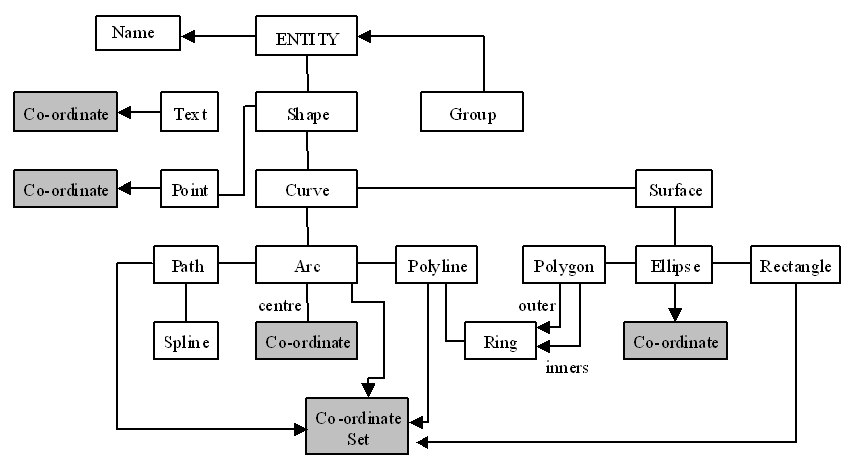 Name
ENTITY
Co-ordinate
Text
Shape
Group
Co-ordinate
Point
Curve
Surface
Path
Arc
Polyline
Polygon
Ellipse
Rectangle
centre
outer
Spline
Co-ordinate
Ring
Co-ordinate
inners
Co-ordinate
Set